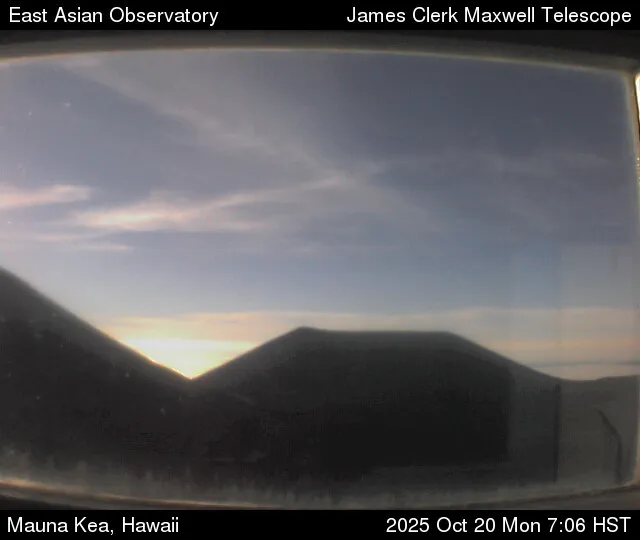 East Asian Observatory
James Clerk Maxwell Telescope
Mauna Kea, Hawaii
2025 Oct 20 Mon 7:06 HST